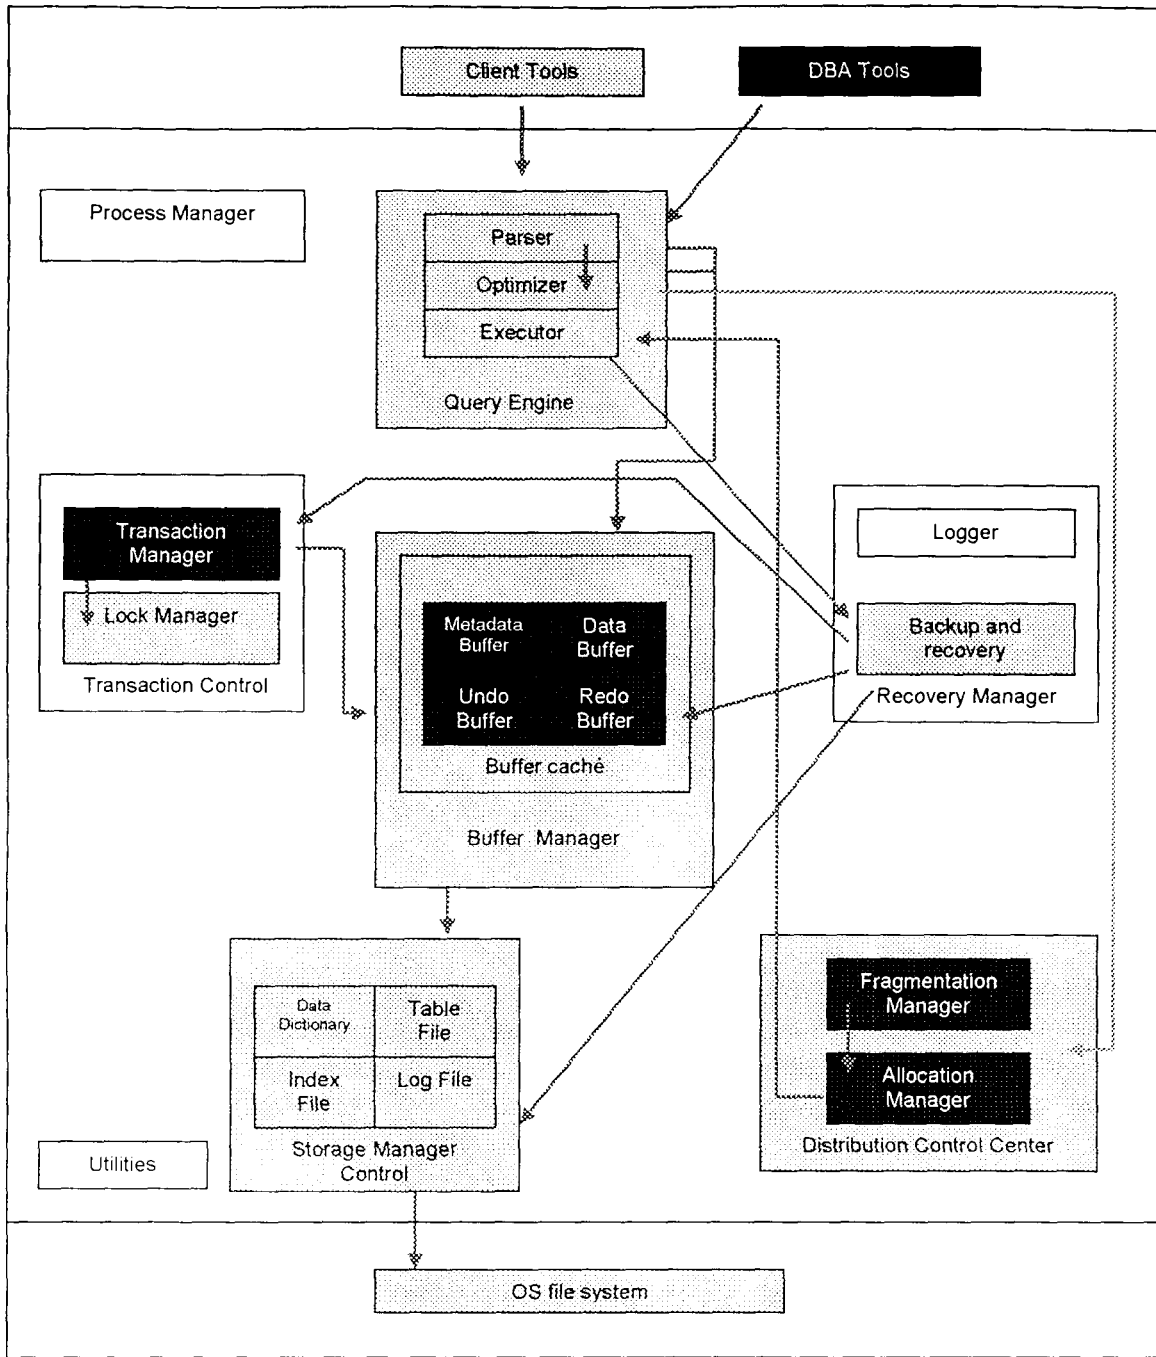 Client Tools
DBA Tools
Process Manager
Parser
Optimizer
Executor
Query Engine
Transaction
Manager
Lock Manager
Transaction Control
Metadata
Buffer
Data
Buffer
Undo
Buffer
Redo
Buffer
Buffer caché
Buffer Manager
Logger
Backup and
recovery
Recovery Manager
Data
Dictionary
Table
File
Index
File
Log File
Storage Manager
Control
Fragmentation
Manager
Allocation
Manager
Distribution Control Center
Utilities
OS file system